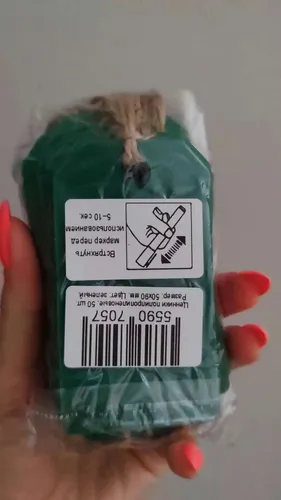 Встряхнуть
маркер перед
использованием
5-10 сек.
Ценники полипропиленовые, 50 шт
Размер: 50х90 мм. Цвет: зеленый.
5590
7057